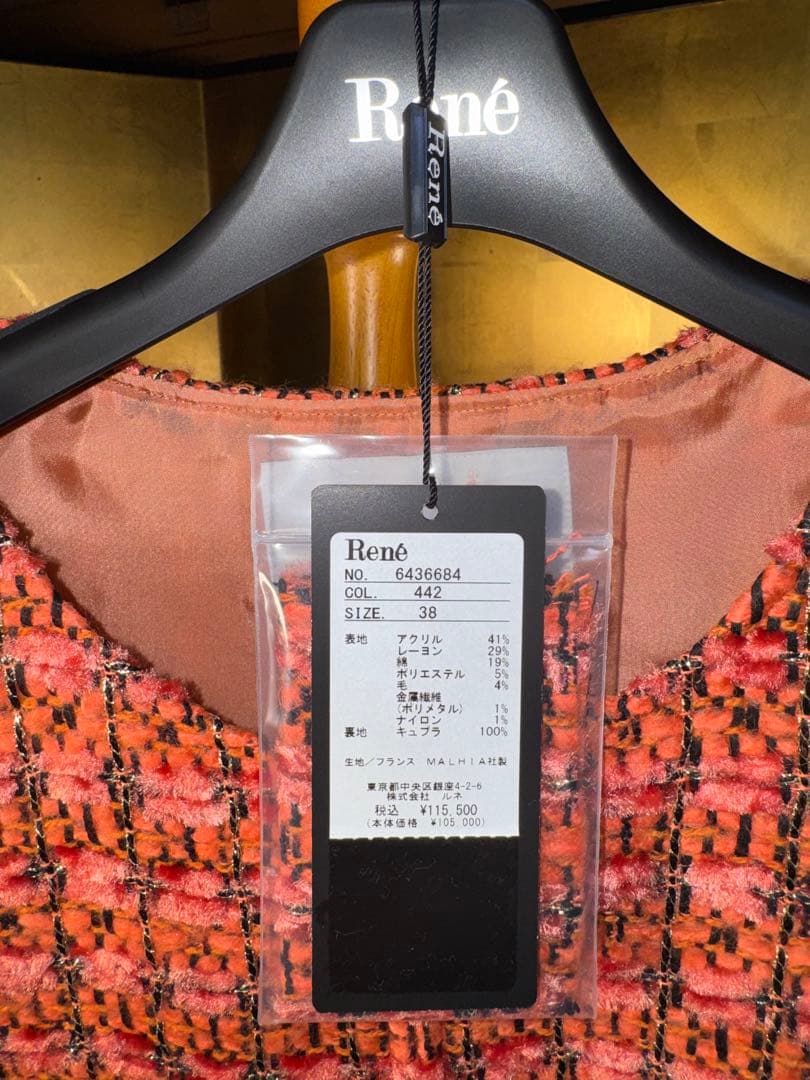 René
René
René
NO. 6436684
COL. 442
SIZE. 38
表地 アクリル 41%
レーヨン 29%
綿 19%
ポリエステル 5%
毛 4%
金属繊維
(ポリメタル) 1%
ナイロン 1%
裏地 キュプラ 100%
生地/フランス MALHIA社製
東京都中央区銀座4-2-6
株式会社 ルネ
税込 ¥115,500
(本体価格 ¥105,000)